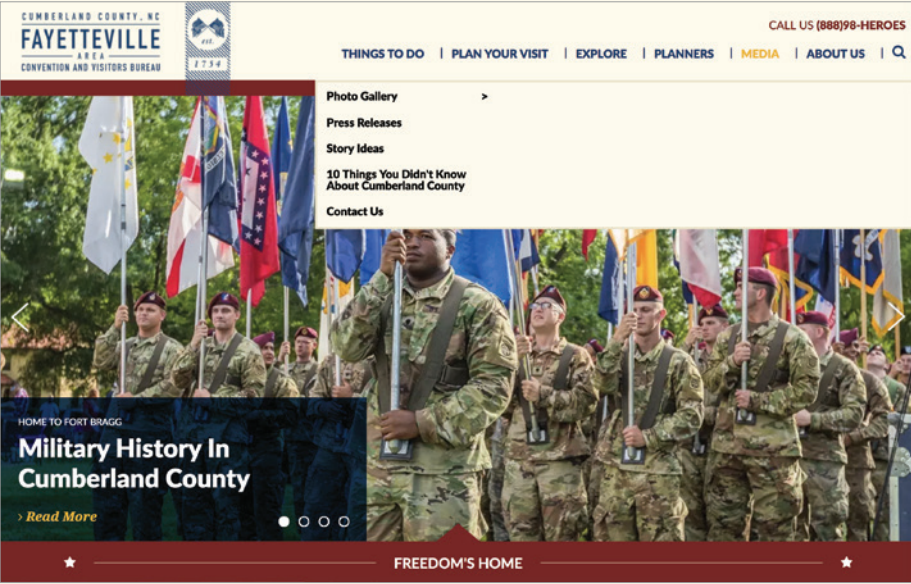 CUMBERLAND COUNTY, NC
FAYETTEVILLE
AREA
CONVENTION AND VISITORS BUREAU
est.
1754
CALL US (888)98-HEROES
THINGS TO DO | PLAN YOUR VISIT | EXPLORE | PLANNERS | MEDIA | ABOUT US |
Photo Gallery >
Press Releases
Story Ideas
10 Things You Didn't Know
About Cumberland County
Contact Us
HOME TO FORT BRAGG
Military History In
Cumberland County
› Read More
FREEDOM'S HOME